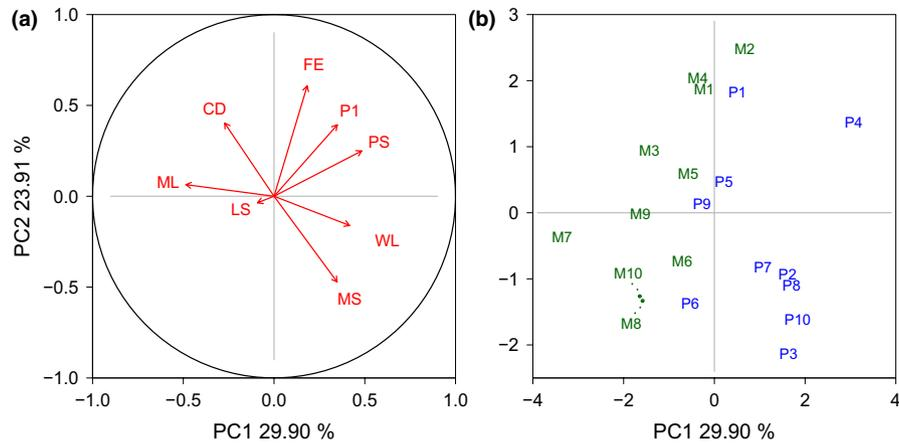 (a)
1.0
0.5
0.0
−0.5
−1.0
PC2 23.91 %
FE
CD
P1
PS
ML
LS
WL
MS
−1.0 −0.5 0.0 0.5 1.0
PC1 29.90 %
(b)
3
2
1
0
−1
−2
M2
M4
M1
P1
P4
M3
M5
P5
P9
M9
M7
M6
P7
M10
P2
P8
P6
M8
P10
P3
−4 −2 0 2 4
PC1 29.90 %